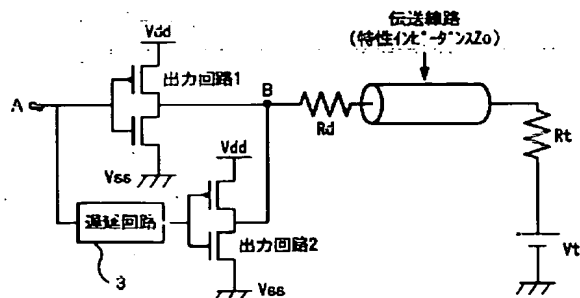 伝送線路
(特性インピーダンスZo)
Vdd
出力回路1
A
B
Rd
Rt
Vss
Vdd
遅延回路
出力回路2
3
Vss
Vt